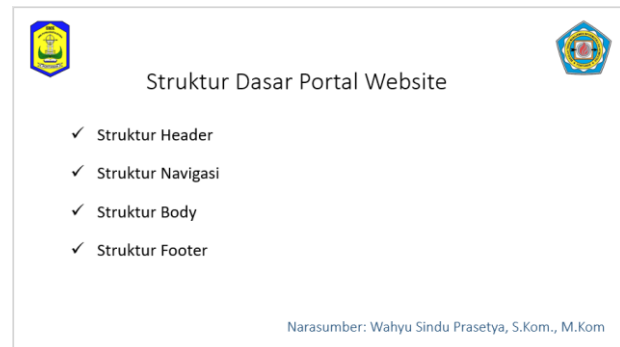 Struktur Dasar Portal Website
✓ Struktur Header
✓ Struktur Navigasi
✓ Struktur Body
✓ Struktur Footer
Narasumber: Wahyu Sindu Prasetya, S.Kom., M.Kom